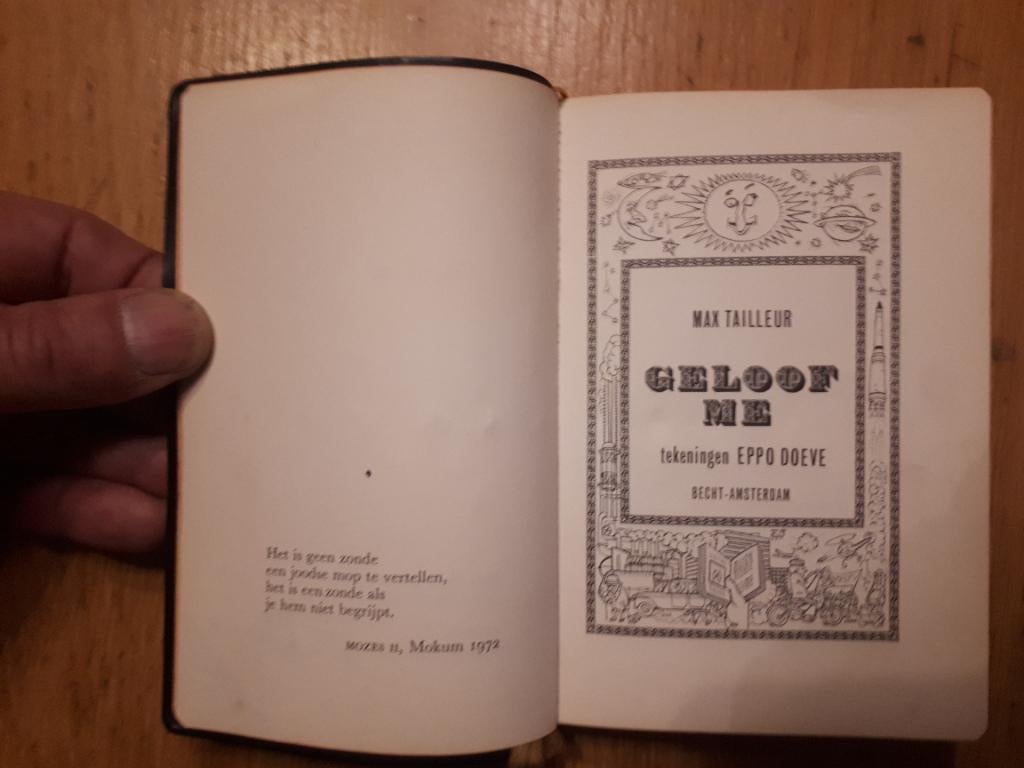 Het is geen zonde
een joodse mop te vertellen,
het is een zonde als
je hem niet begrijpt.
MOZES II, Mokum 1972
MAX TAILLEUR
GELOOF
ME
tekeningen EPPO DOEVE
BECHT-AMSTERDAM